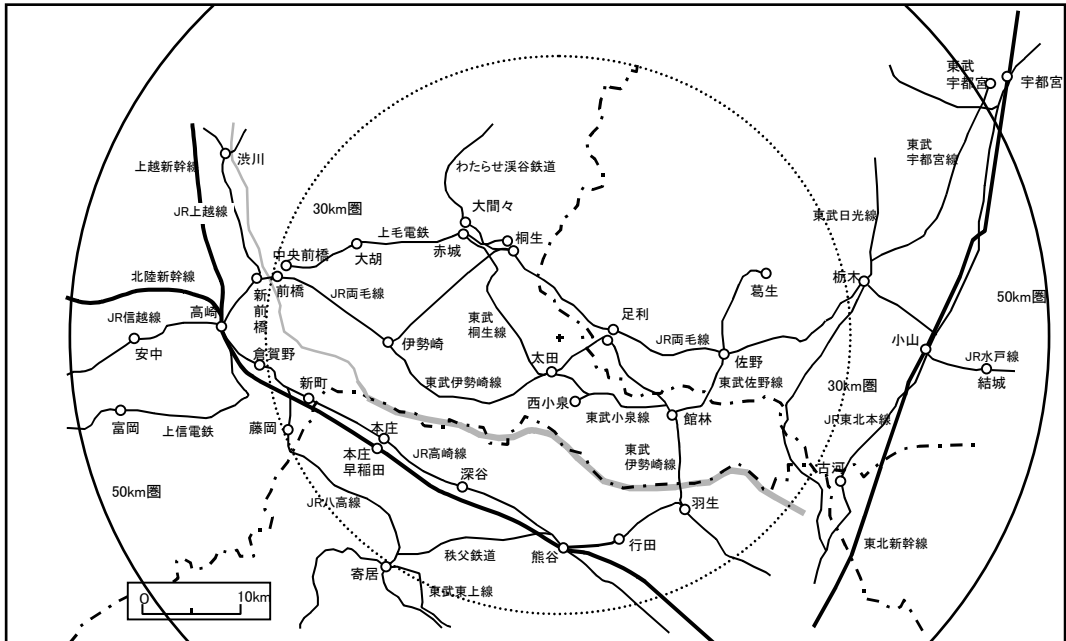 東武
宇都宮
宇都宮
東武
宇都宮線
上越新幹線
渋川
わたらせ渓谷鉄道
JR上越線
30km圏
大間々
東武日光線
上毛電鉄
桐生
中央前橋
大胡
赤城
北陸新幹線
前橋
JR両毛線
葛生
栃木
50km圏
新
前
橋
高崎
JR信越線
東武
桐生線
足利
安中
伊勢崎
JR両毛線
小山
倉賀野
太田
佐野
JR水戸線
結城
新町
東武伊勢崎線
東武佐野線
30km圏
西小泉
東武小泉線
館林
JR東北本線
富岡
上信電鉄
藤岡
本庄
本庄
早稲田
JR高崎線
東武
伊勢崎線
古河
50km圏
深谷
JR八高線
羽生
行田
秩父鉄道
熊谷
東北新幹線
寄居
東武東上線
0
10km